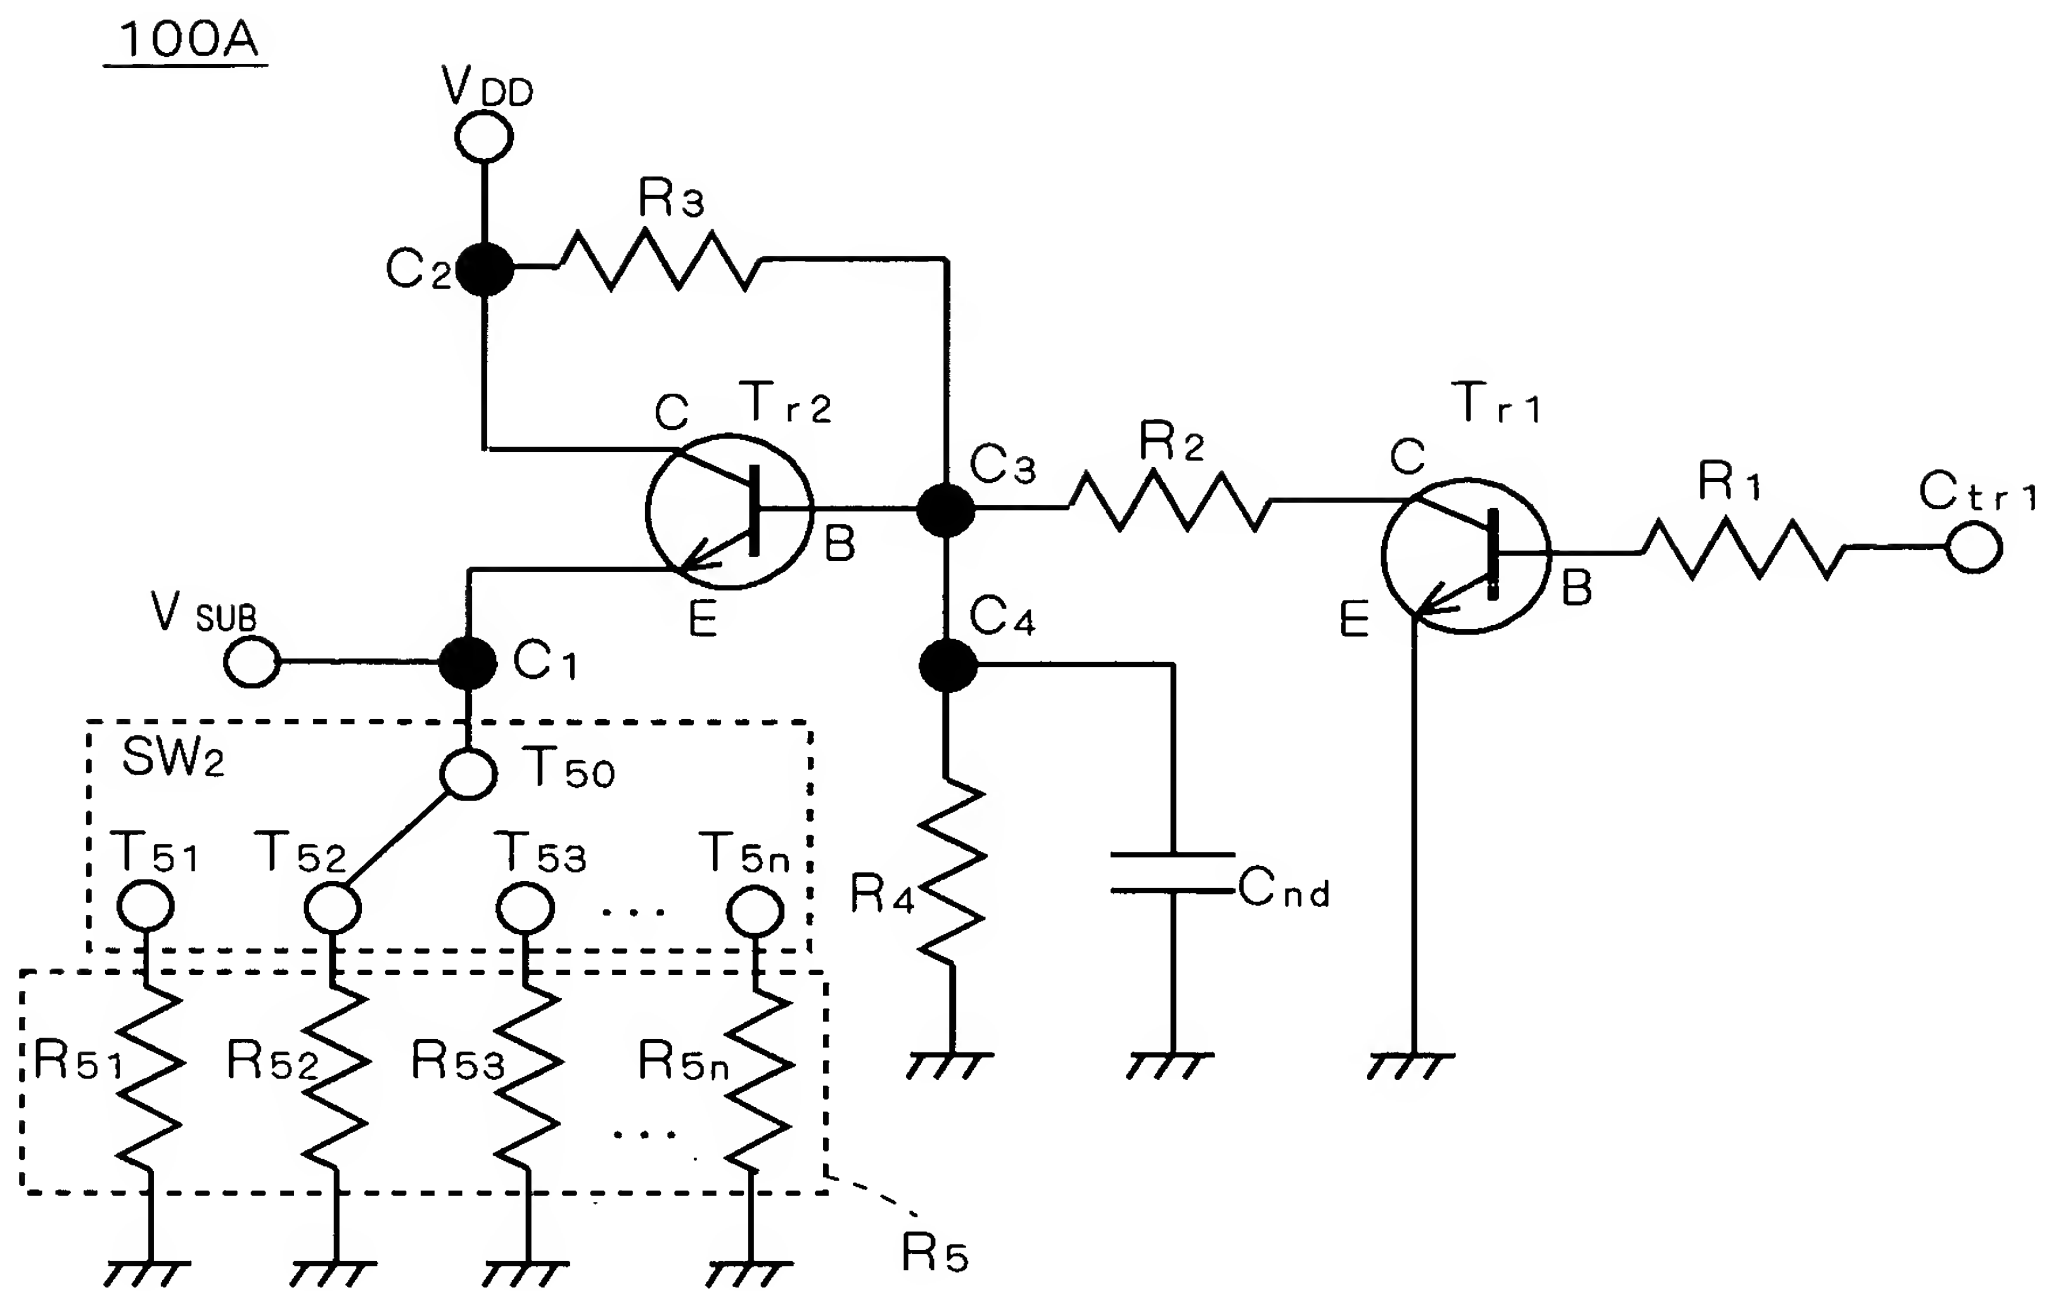 100A
VDD
R3
C2
C
Tr2
Tr1
C3
R2
C
R1
Ctr1
B
B
E
E
VSUB
C1
C4
SW2
T50
T51
T52
T53
...
T5n
R4
Cnd
R51
R52
R53
...
R5n
R5